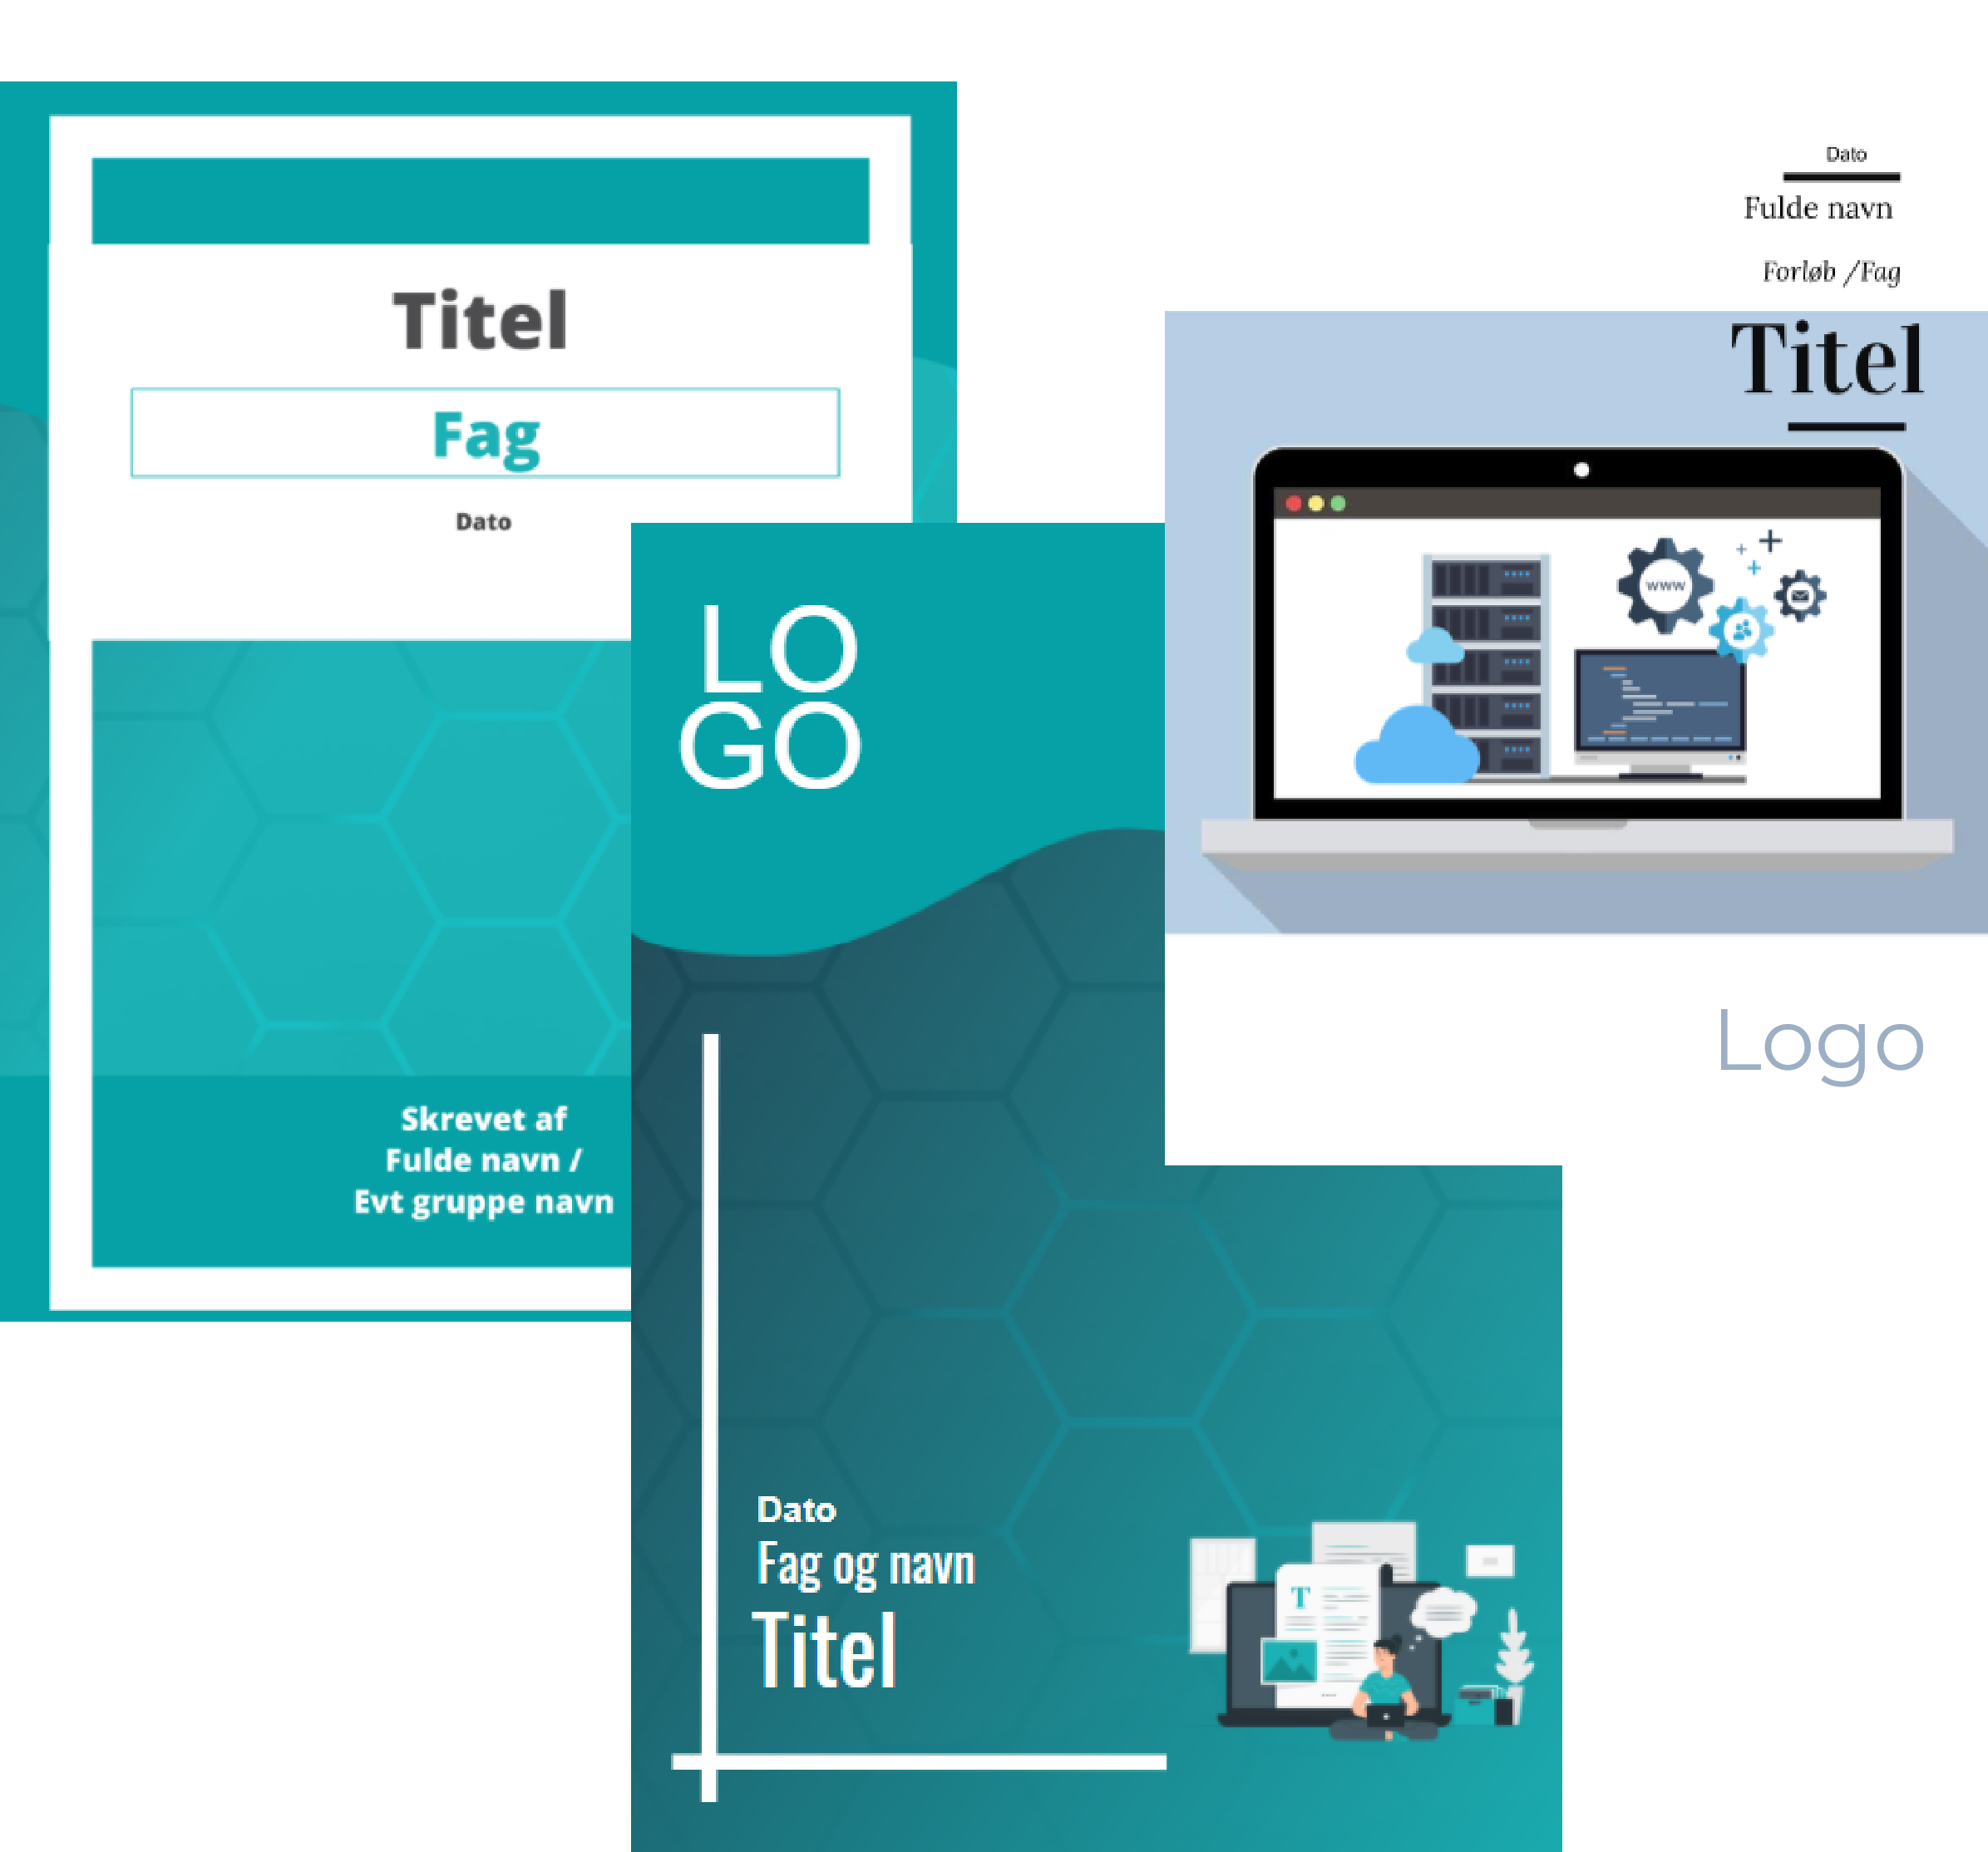 Titel
Fag
Dato
Skrevet af
Fulde navn /
Evt gruppe navn
LO
GO
Dato
Fag og navn
Titel
T
Dato
Fulde navn
Forløb /Fag
Titel
www
Logo